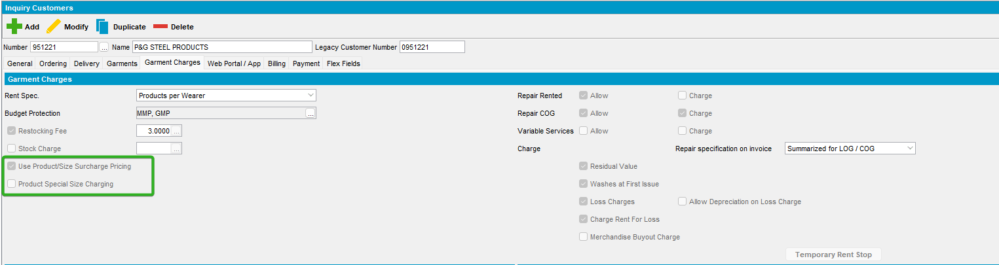 Inquiry Customers
Add Modify Duplicate Delete
Number 951221 ... Name P&G STEEL PRODUCTS Legacy Customer Number 0951221
General Ordering Delivery Garments Garment Charges Web Portal / App Billing Payment Flex Fields
Garment Charges
Rent Spec. Products per Wearer Repair Rented Allow Charge
Budget Protection MMP, GMP ... Repair COG Allow Charge
Restocking Fee 3.0000 ... Variable Services Allow Charge
Stock Charge ... Charge Repair specification on invoice Summarized for LOG / COG
Use Product/Size Surcharge Pricing Residual Value
Product Special Size Charging Washes at First Issue
Loss Charges Allow Depreciation on Loss Charge
Charge Rent For Loss
Merchandise Buyout Charge
Temporary Rent Stop